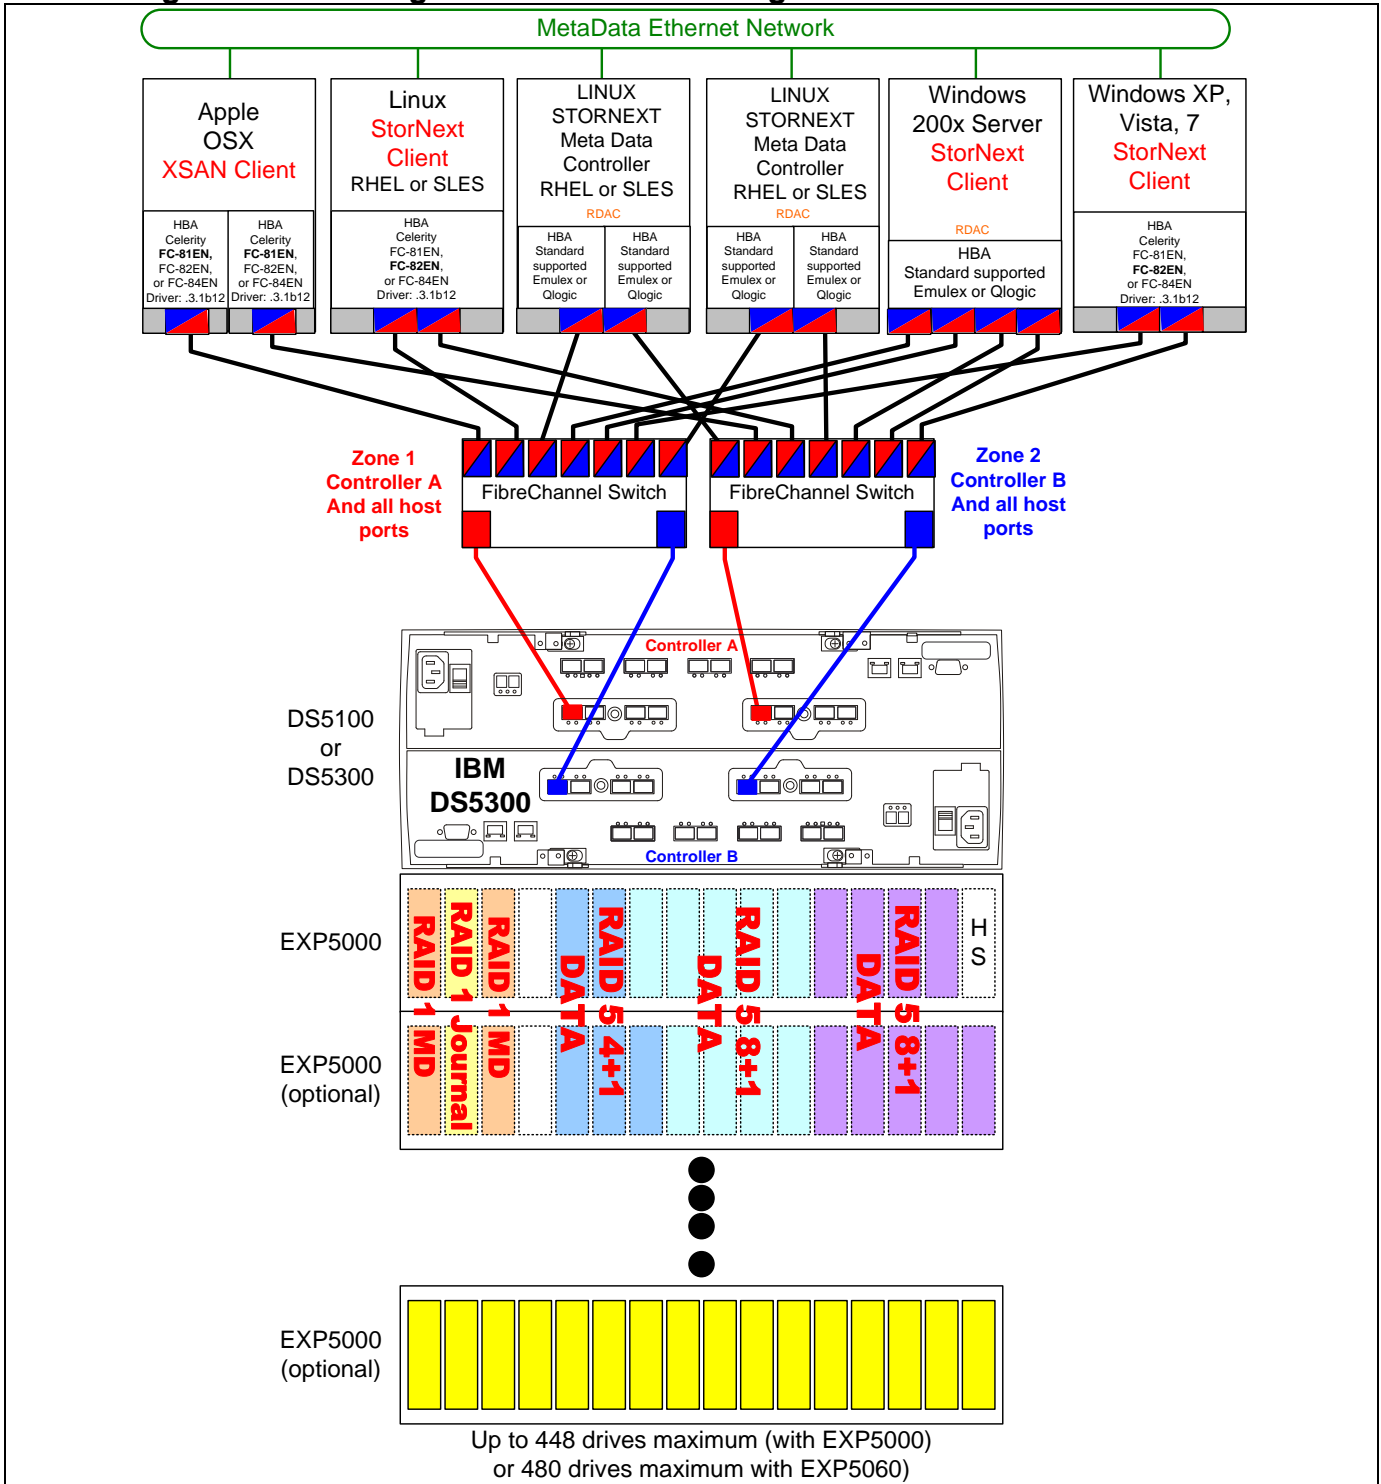 MetaData Ethernet Network
Apple
OSX
XSAN Client
HBA
Celerity
FC-81EN,
FC-82EN,
or FC-84EN
Driver: .3.1b12
HBA
Celerity
FC-81EN,
FC-82EN,
or FC-84EN
Driver: .3.1b12
Linux
StorNext
Client
RHEL or SLES
HBA
Celerity
FC-81EN,
FC-82EN,
or FC-84EN
Driver: .3.1b12
LINUX
STORNEXT
Meta Data
Controller
RHEL or SLES
RDAC
HBA
Standard
supported
Emulex or
Qlogic
HBA
Standard
supported
Emulex or
Qlogic
LINUX
STORNEXT
Meta Data
Controller
RHEL or SLES
RDAC
HBA
Standard
supported
Emulex or
Qlogic
HBA
Standard
supported
Emulex or
Qlogic
Windows
200x Server
StorNext
Client
RDAC
HBA
Standard supported
Emulex or Qlogic
Windows XP,
Vista, 7
StorNext
Client
HBA
Celerity
FC-81EN,
FC-82EN,
or FC-84EN
Driver: .3.1b12
Zone 1
Controller A
And all host
ports
FibreChannel Switch
FibreChannel Switch
Zone 2
Controller B
And all host
ports
Controller A
DS5100
or
DS5300
IBM
DS5300
Controller B
EXP5000
RAID 1 MD
RAID 1 Journal
RAID 1 MD
RAID 5 4+1
DATA
RAID 5 8+1
DATA
RAID 5 8+1
DATA
H
S
EXP5000
(optional)
EXP5000
(optional)
Up to 448 drives maximum (with EXP5000)
or 480 drives maximum with EXP5060)